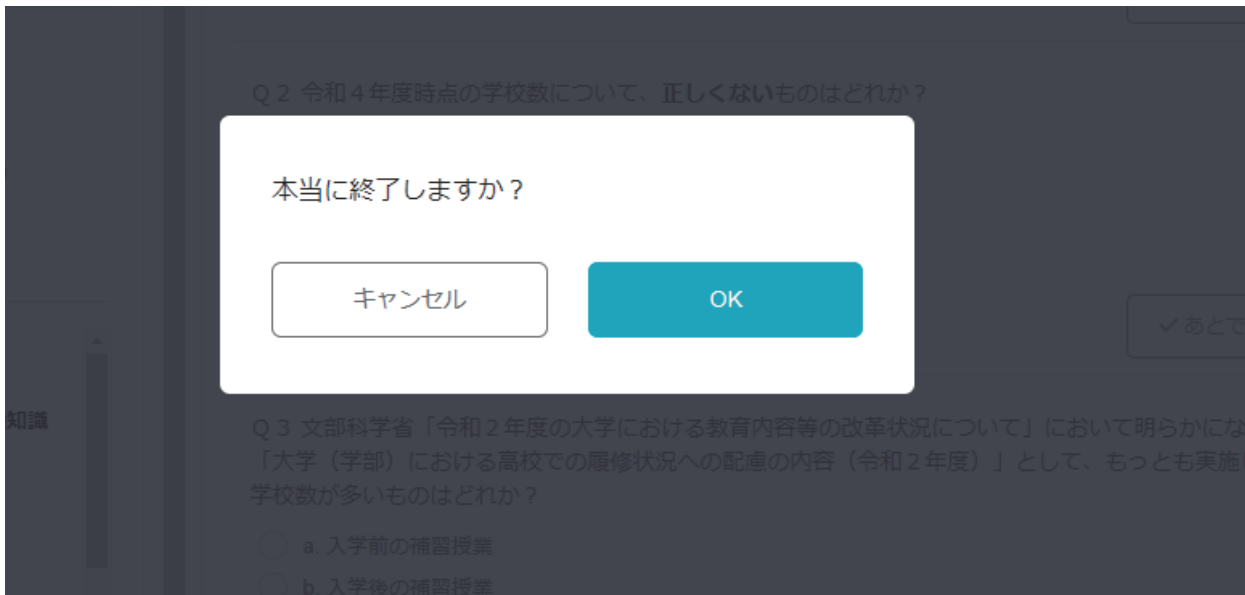 Q2 令和4年度時点の学校数について、正しくないものはどれか？
本当に終了しますか？
キャンセル
OK
✓あとで
知識
Q3 文部科学省「令和2年度の大学における教育内容等の改革状況について」において明らかにな
「大学（学部）における高校での履修状況への配慮の内容（令和2年度）」として、もっとも実施
学校数が多いものはどれか？
a. 入学前の補習授業
b. 入学後の補習授業